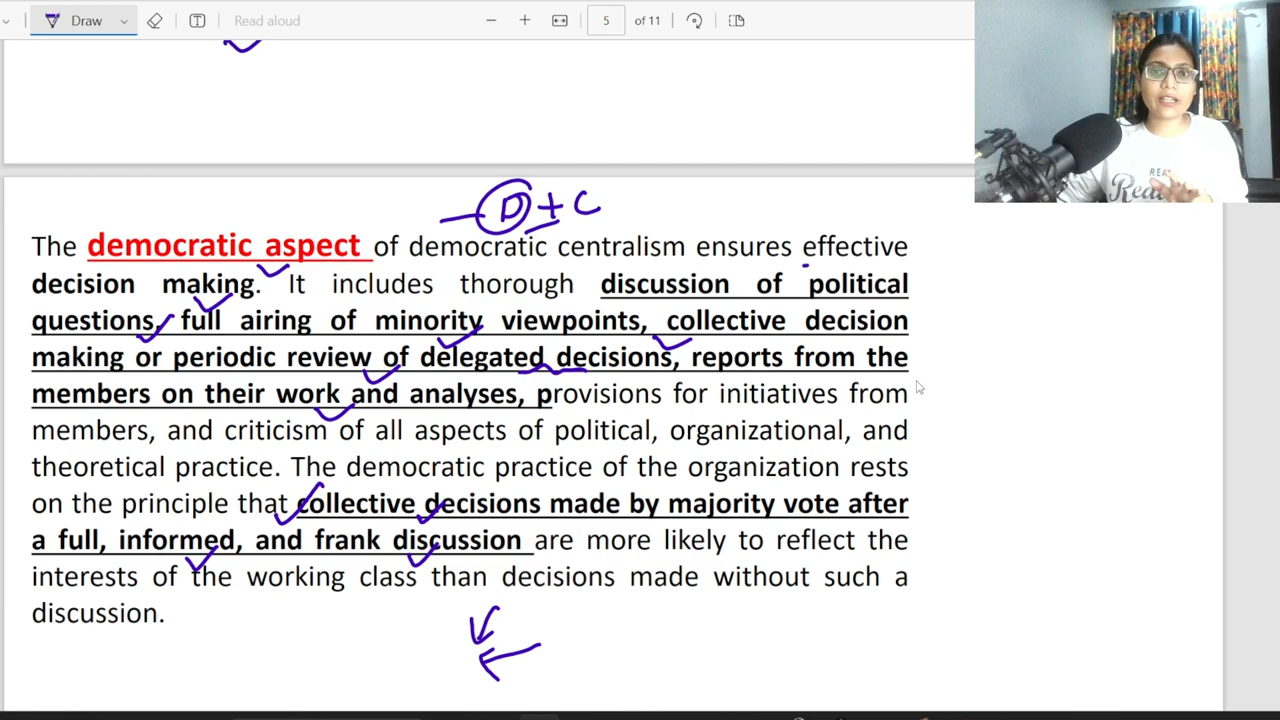 Draw
Read aloud
5 of 11
REA
Read
D + C
The democratic aspect of democratic centralism ensures effective
decision making. It includes thorough discussion of political
questions, full airing of minority viewpoints, collective decision
making or periodic review of delegated decisions, reports from the
members on their work and analyses, provisions for initiatives from
members, and criticism of all aspects of political, organizational, and
theoretical practice. The democratic practice of the organization rests
on the principle that collective decisions made by majority vote after
a full, informed, and frank discussion are more likely to reflect the
interests of the working class than decisions made without such a
discussion.